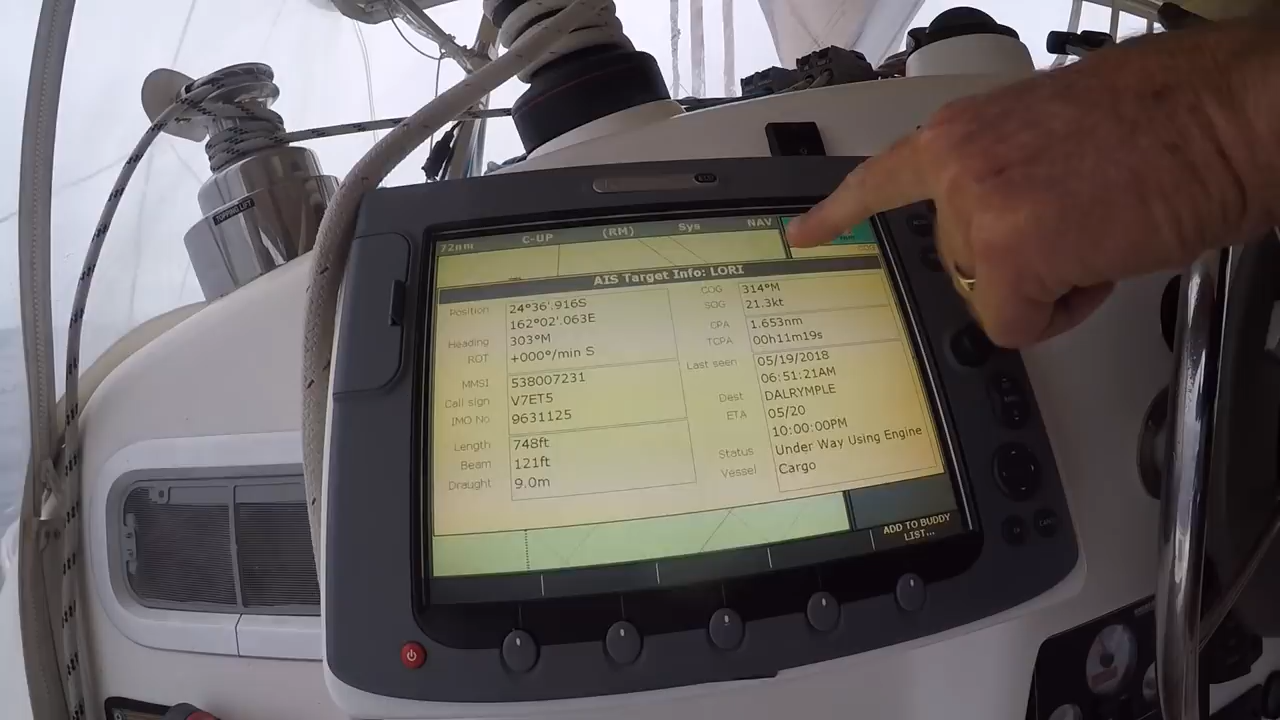 TOPPING LIFT
72nm C-UP (RM) Sys NAV
AIS Target Info: LORI
Position 24°36'.916S
162°02'.063E
Heading 303°M
ROT +000°/min S
MMSI 538007231
Call sign V7ET5
IMO No 9631125
Length 748ft
Beam 121ft
Draught 9.0m
COG 314°M
SOG 21.3kt
CPA 1.653nm
TCPA 00h11m19s
Last seen 05/19/2018
06:51:21AM
Dest DALRYMPLE
ETA 05/20
10:00:00PM
Status Under Way Using Engine
Vessel Cargo
ADD TO BUDDY
LIST...